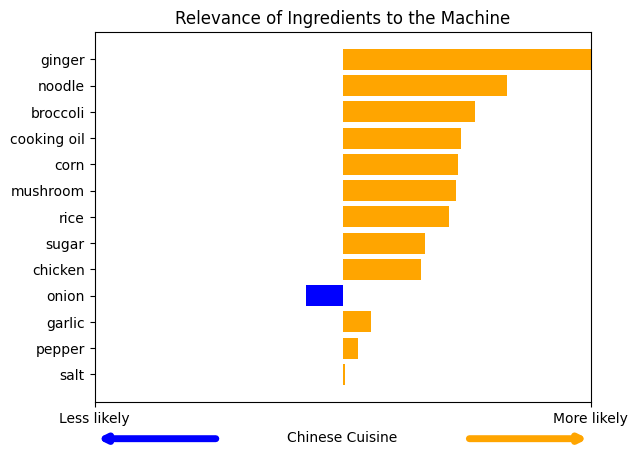 Relevance of Ingredients to the Machine
ginger
noodle
broccoli
cooking oil
corn
mushroom
rice
sugar
chicken
onion
garlic
pepper
salt
Less likely More likely
Chinese Cuisine